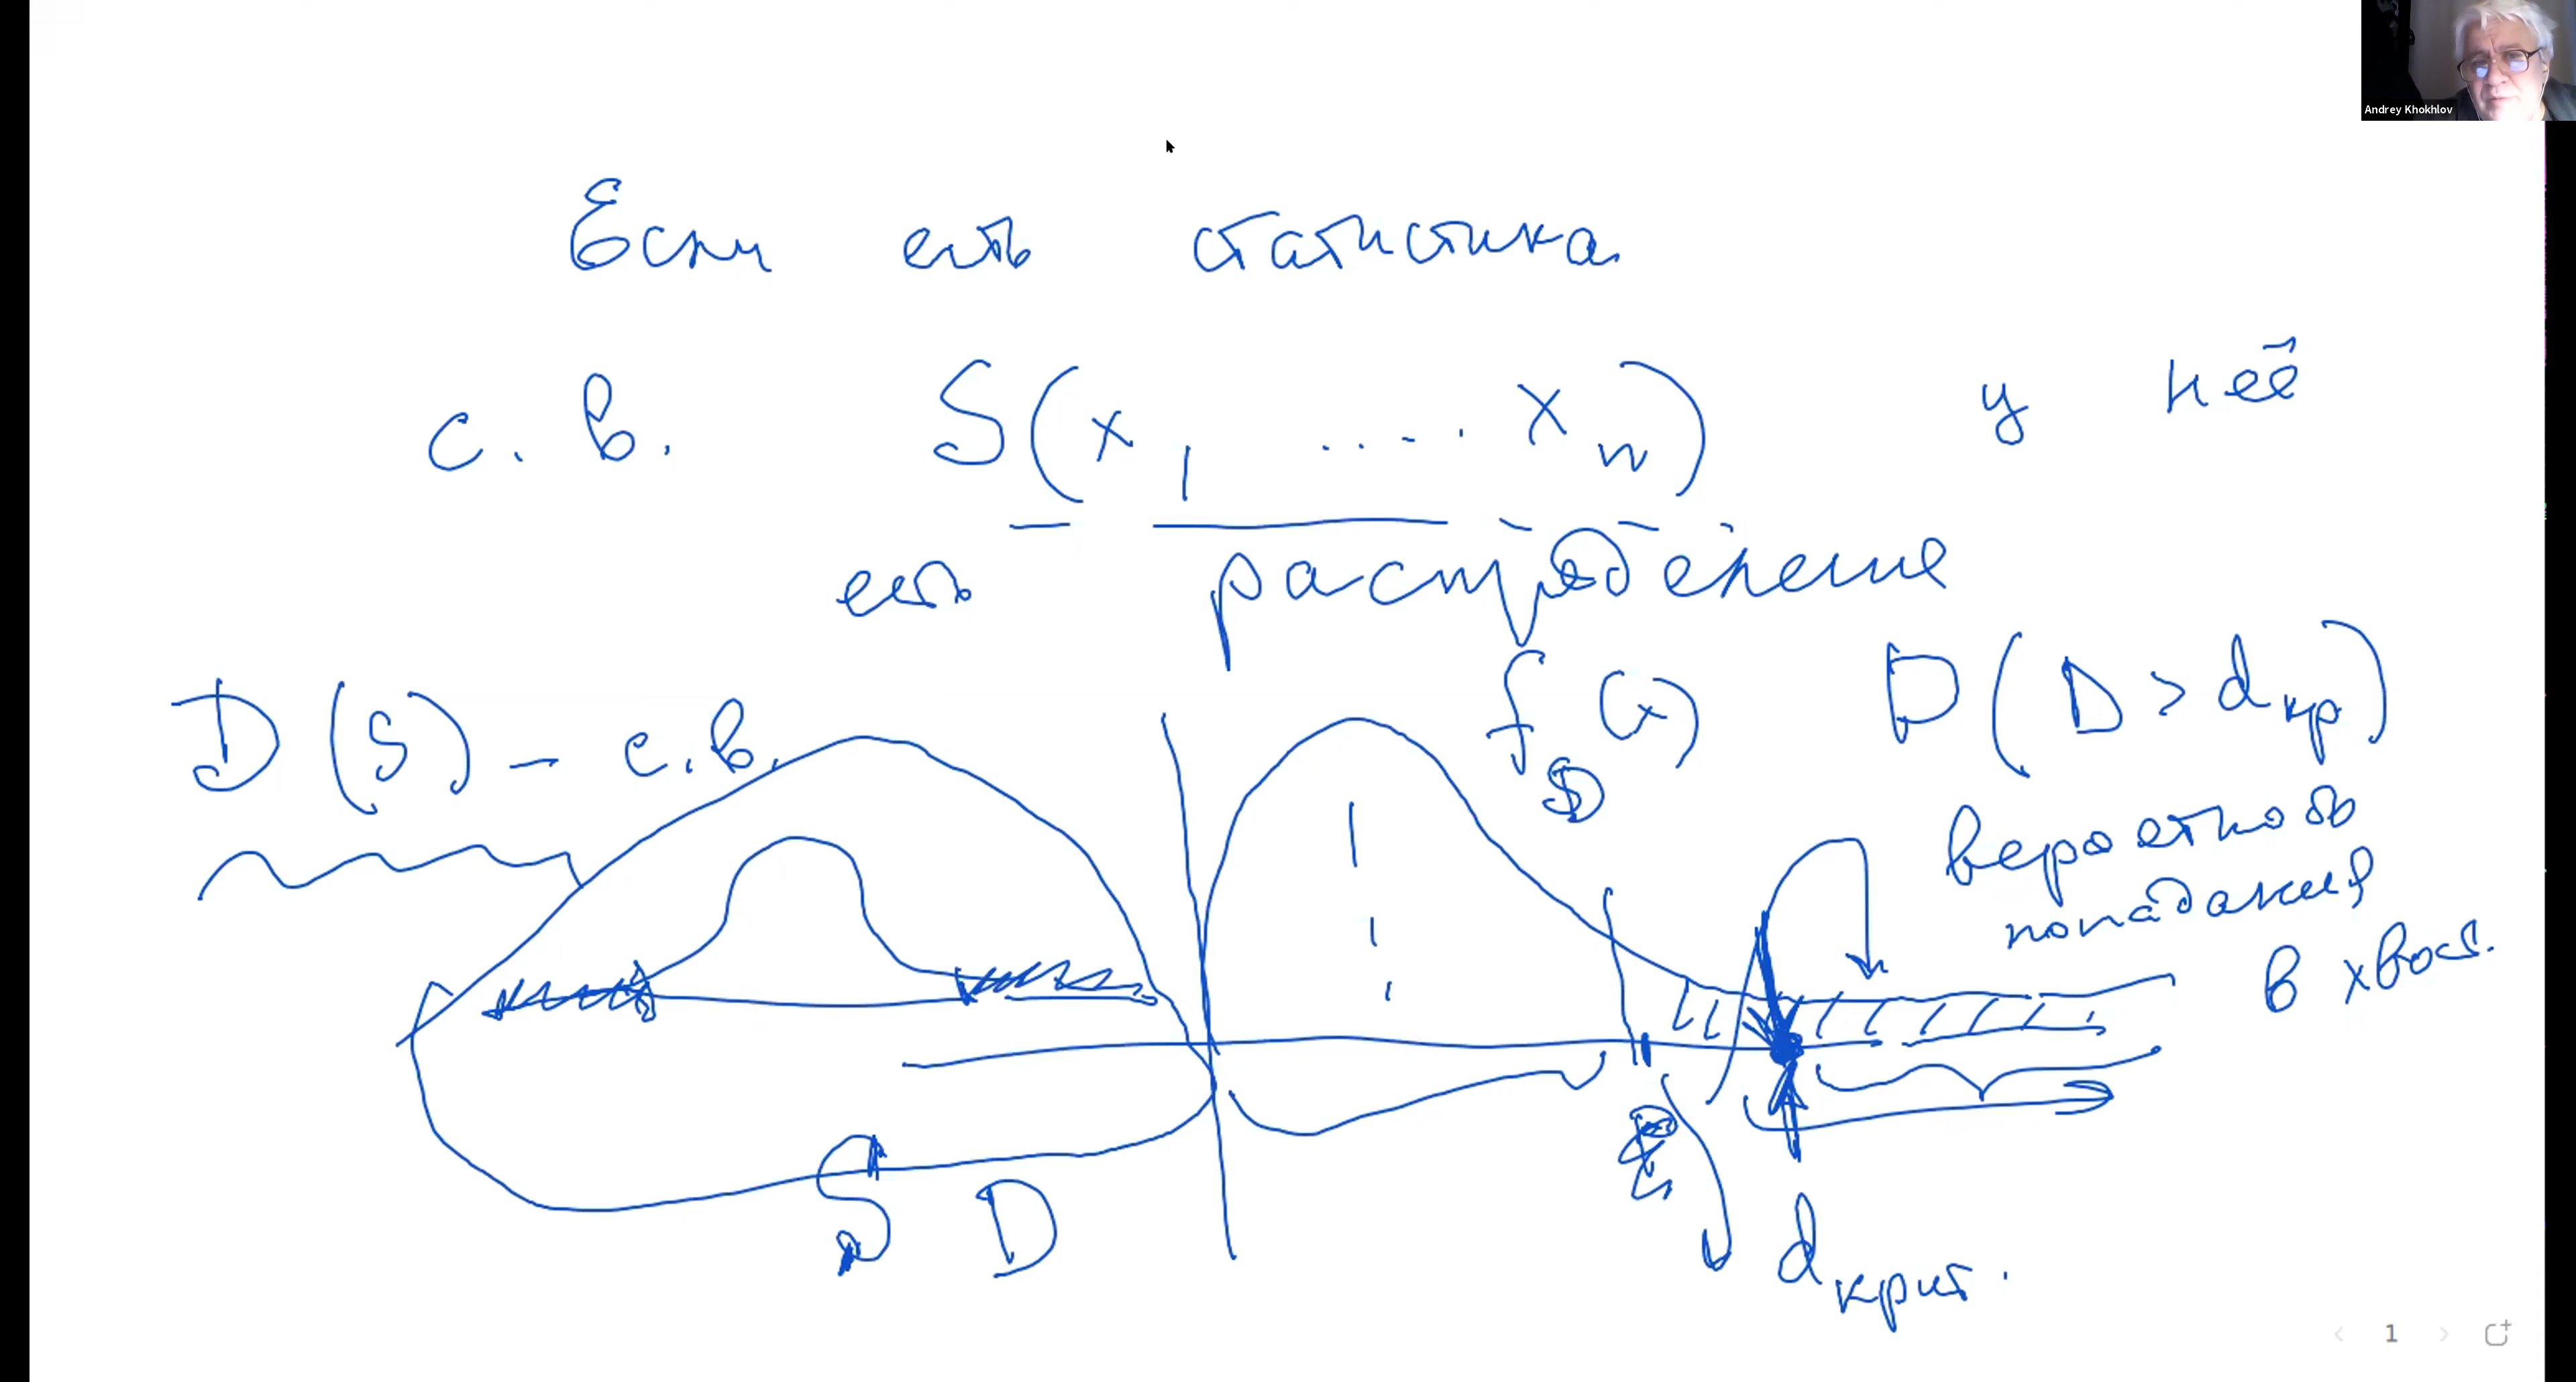 Andrey Khokhlov
Если есть статистика
с. в. S(x1 ..... xn) у неё
есть распределение
D(S) – с.в. fD(x) P(D > dкр)
вероятность
попадания
в хвост.
S D
dкрит.
1